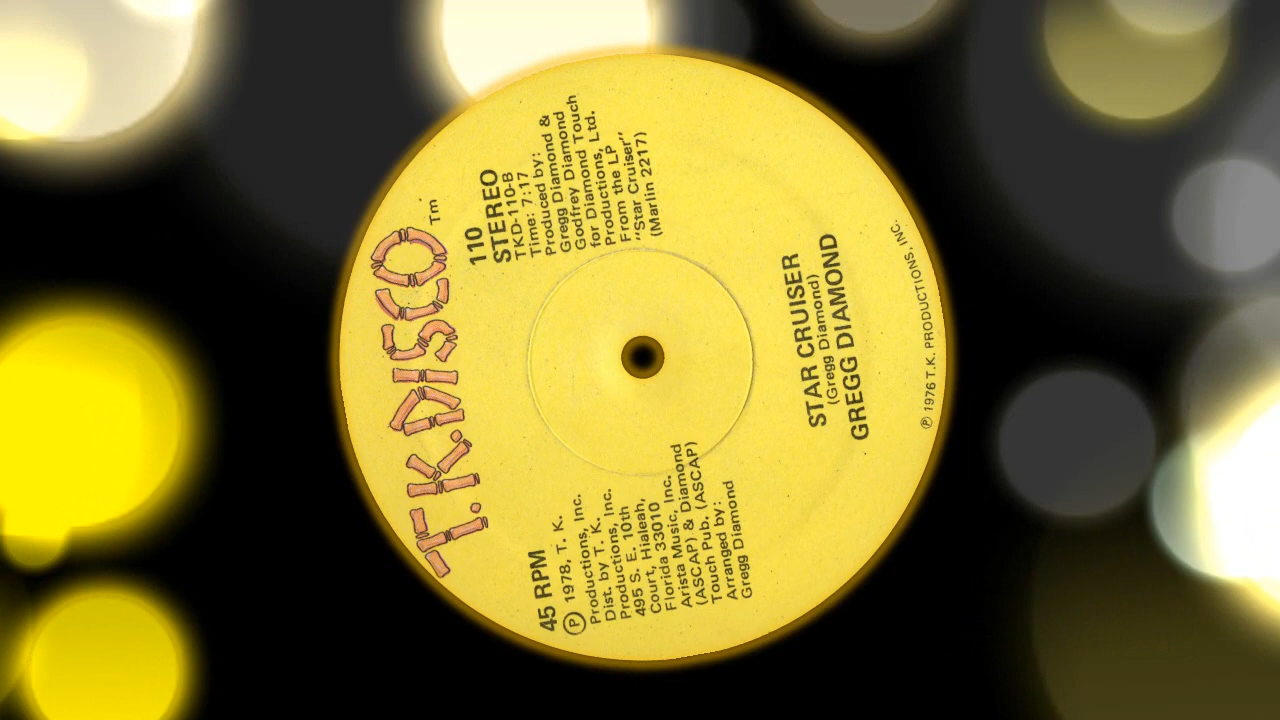 T.K. DISCO TM
110
STEREO
TKD-110-B
Time: 7:17
Produced by:
Gregg Diamond &
Godfrey Diamond
for Diamond Touch
Productions, Ltd.
From the LP
"Star Cruiser"
(Marlin 2217)
45 RPM
Ⓟ 1978, T. K.
Productions, Inc.
Dist. by T. K.
Productions, Inc.
495 S. E. 10th
Court, Hialeah,
Florida 33010
Arista Music, Inc.
(ASCAP) & Diamond
Touch Pub. (ASCAP)
Arranged by:
Gregg Diamond
STAR CRUISER
(Gregg Diamond)
GREGG DIAMOND
Ⓟ 1976 T.K. PRODUCTIONS, INC.